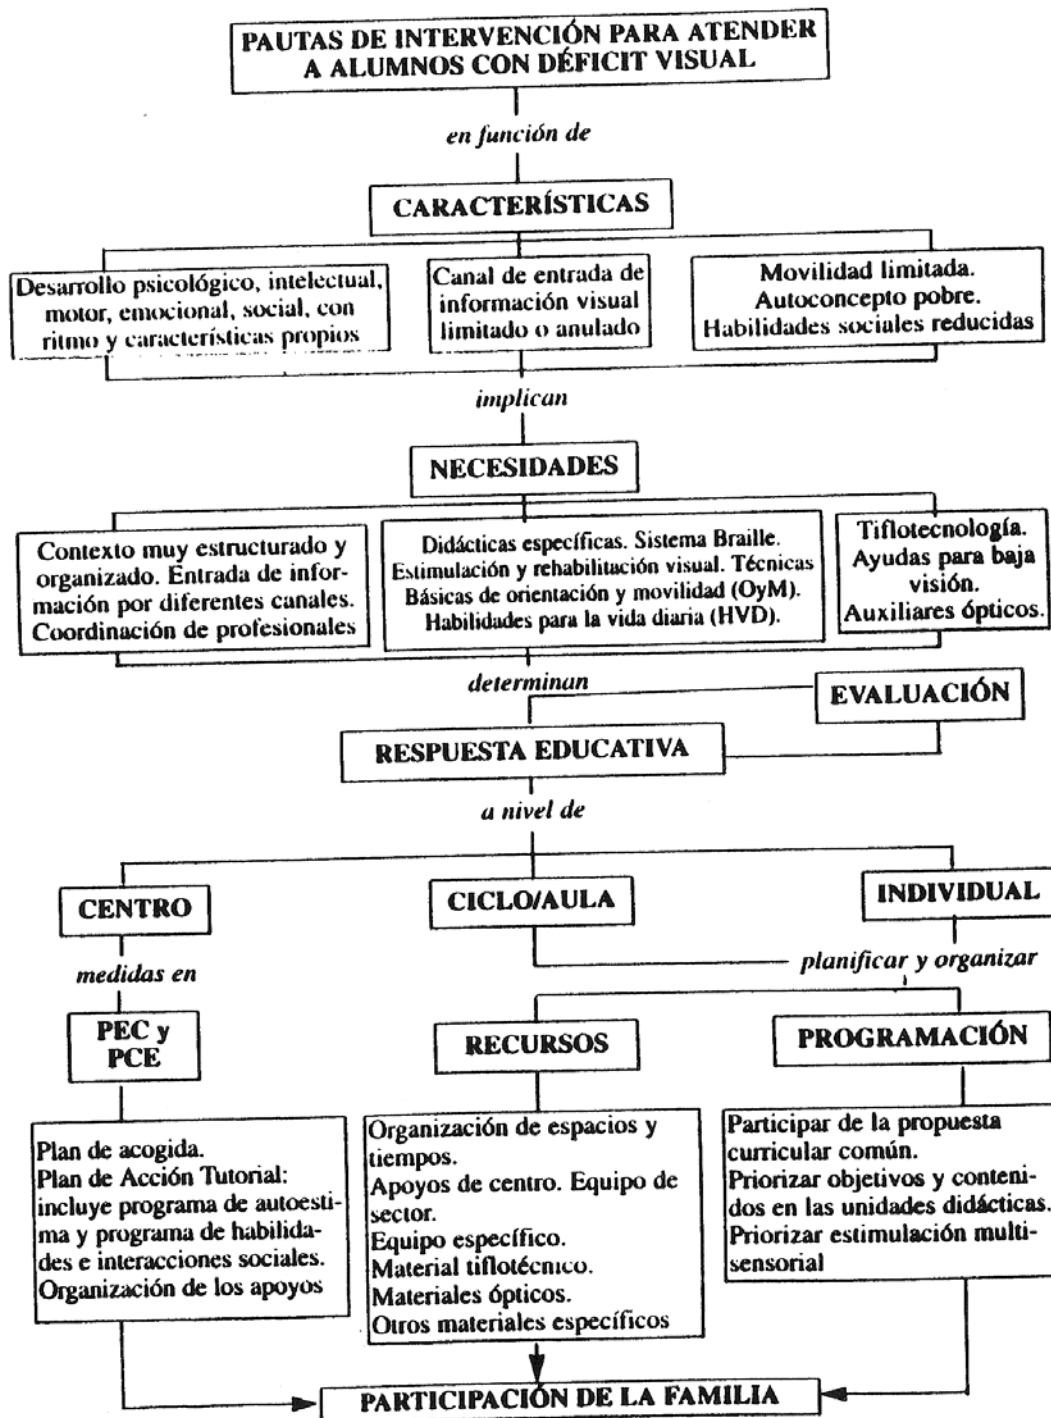 PAUTAS DE INTERVENCIÓN PARA ATENDER
A ALUMNOS CON DÉFICIT VISUAL
en función de
CARACTERÍSTICAS
Desarrollo psicológico, intelectual,
motor, emocional, social, con
ritmo y características propios
Canal de entrada de
información visual
limitado o anulado
Movilidad limitada.
Autoconcepto pobre.
Habilidades sociales reducidas
implican
NECESIDADES
Contexto muy estructurado y
organizado. Entrada de infor-
mación por diferentes canales.
Coordinación de profesionales
Didácticas específicas. Sistema Braille.
Estimulación y rehabilitación visual. Técnicas
Básicas de orientación y movilidad (OyM).
Habilidades para la vida diaria (HVD).
Tiflotecnología.
Ayudas para baja
visión.
Auxiliares ópticos.
determinan
EVALUACIÓN
RESPUESTA EDUCATIVA
a nivel de
CENTRO
CICLO/AULA
INDIVIDUAL
medidas en
planificar y organizar
PEC y
PCE
RECURSOS
PROGRAMACIÓN
Plan de acogida.
Plan de Acción Tutorial:
incluye programa de autoesti-
ma y programa de habilida-
des e interacciones sociales.
Organización de los apoyos
Organización de espacios y
tiempos.
Apoyos de centro. Equipo de
sector.
Equipo específico.
Material tiflotécnico.
Materiales ópticos.
Otros materiales específicos
Participar de la propuesta
curricular común.
Priorizar objetivos y conteni-
dos en las unidades didácticas.
Priorizar estimulación multi-
sensorial
PARTICIPACIÓN DE LA FAMILIA